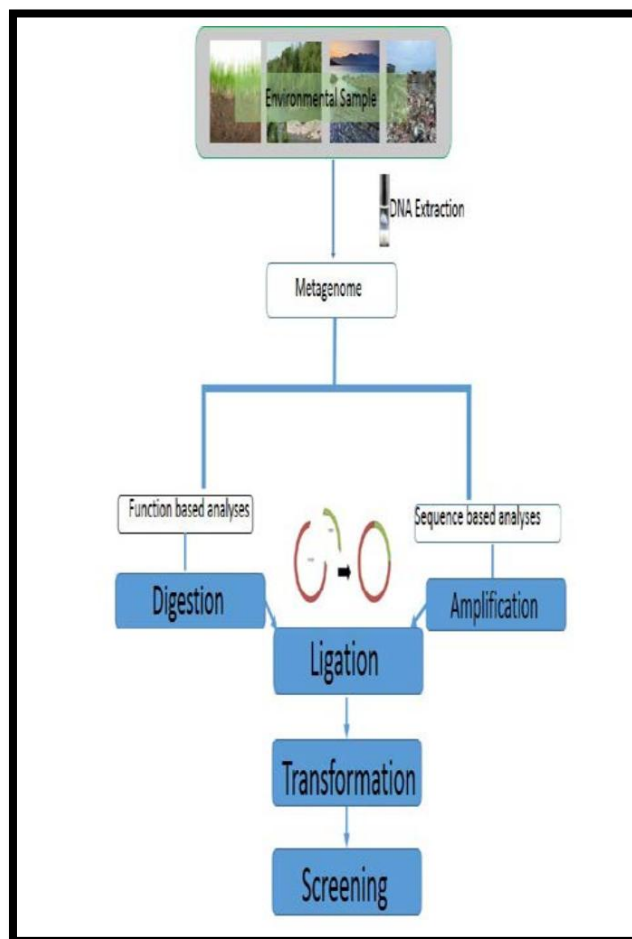 Environmental Sample
DNA Extraction
Metagenome
Function based analyses
Sequence based analyses
Digestion
Amplification
Ligation
Transformation
Screening